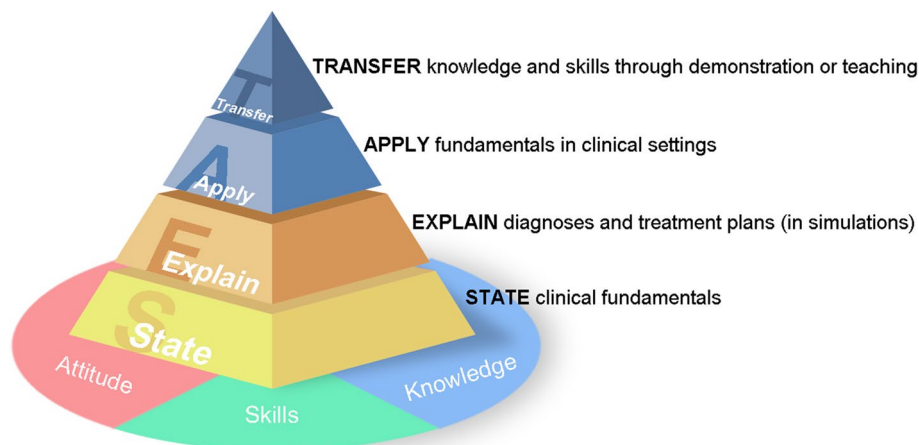 T
Transfer
TRANSFER knowledge and skills through demonstration or teaching
A
Apply
APPLY fundamentals in clinical settings
E
Explain
EXPLAIN diagnoses and treatment plans (in simulations)
S
State
STATE clinical fundamentals
Attitude
Skills
Knowledge